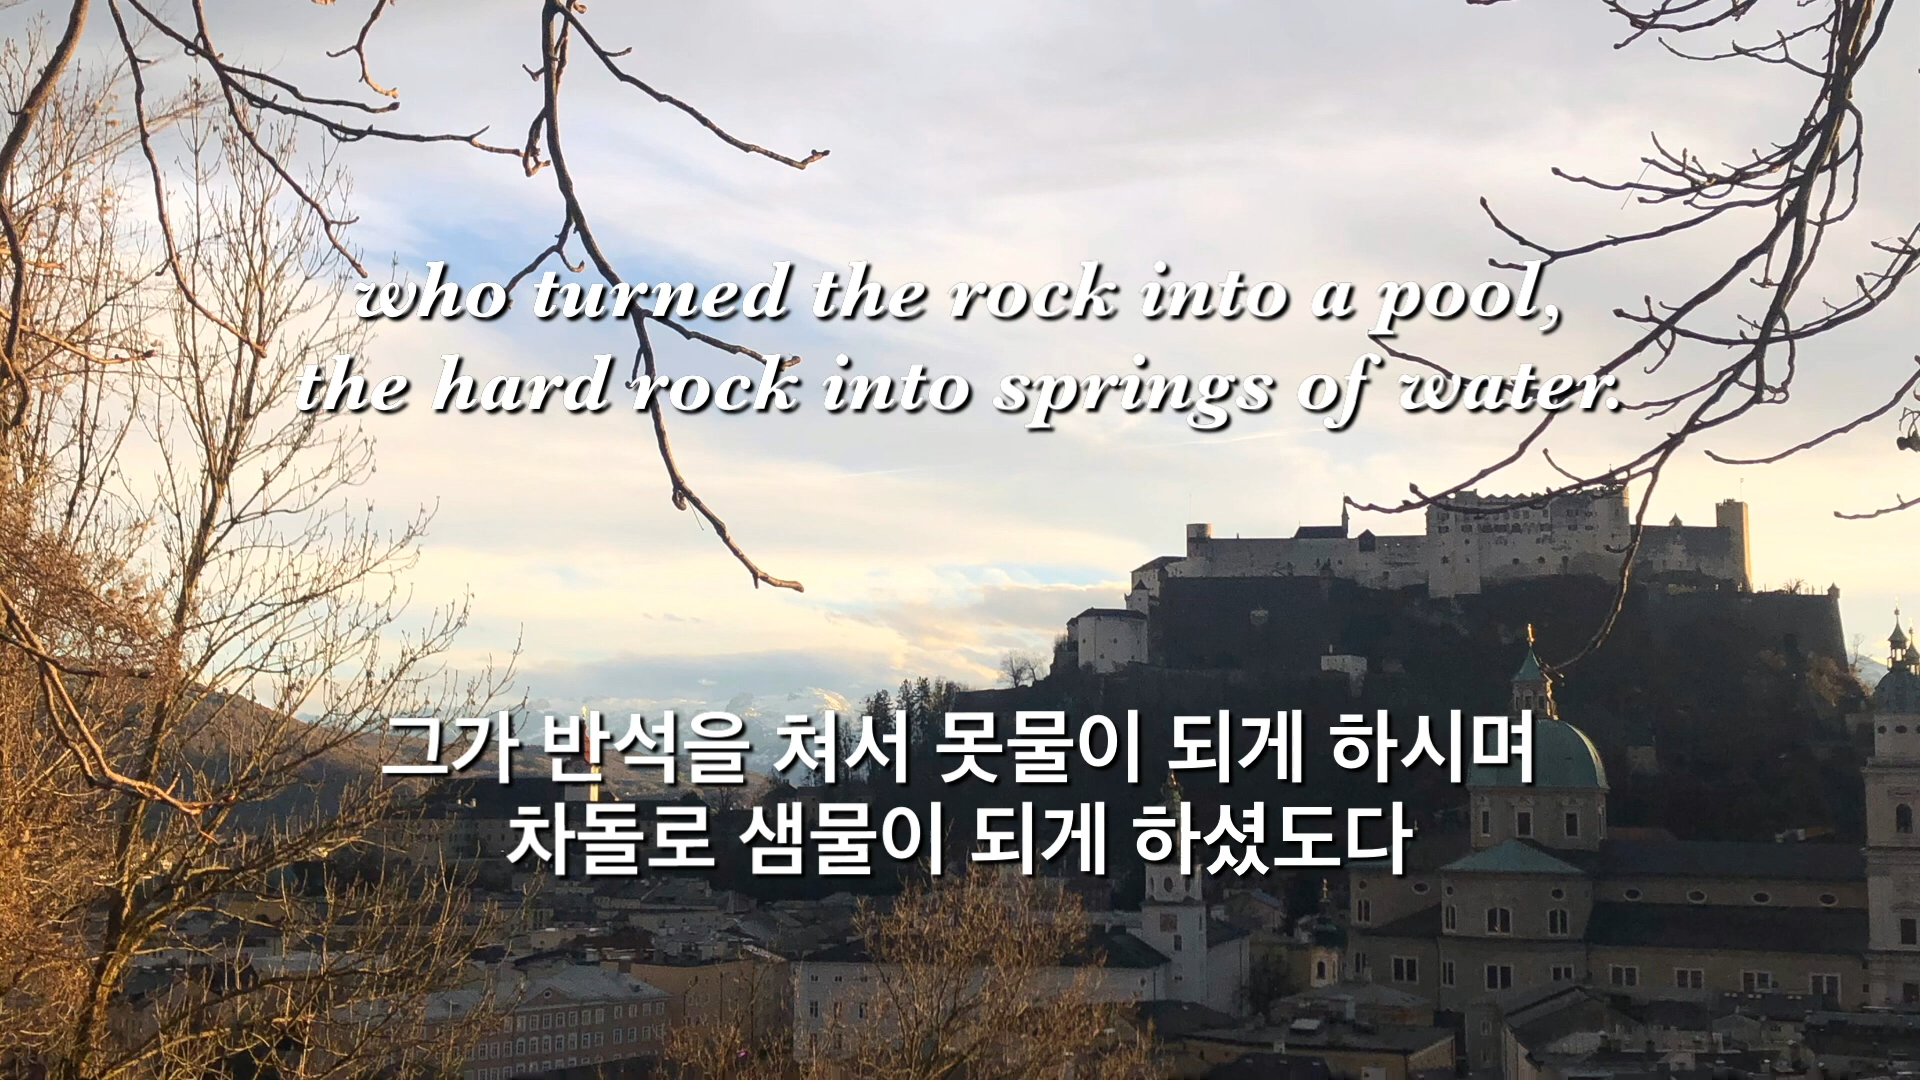 who turned the rock into a pool,
the hard rock into springs of water.
그가 반석을 쳐서 못물이 되게 하시며
차돌로 샘물이 되게 하셨도다